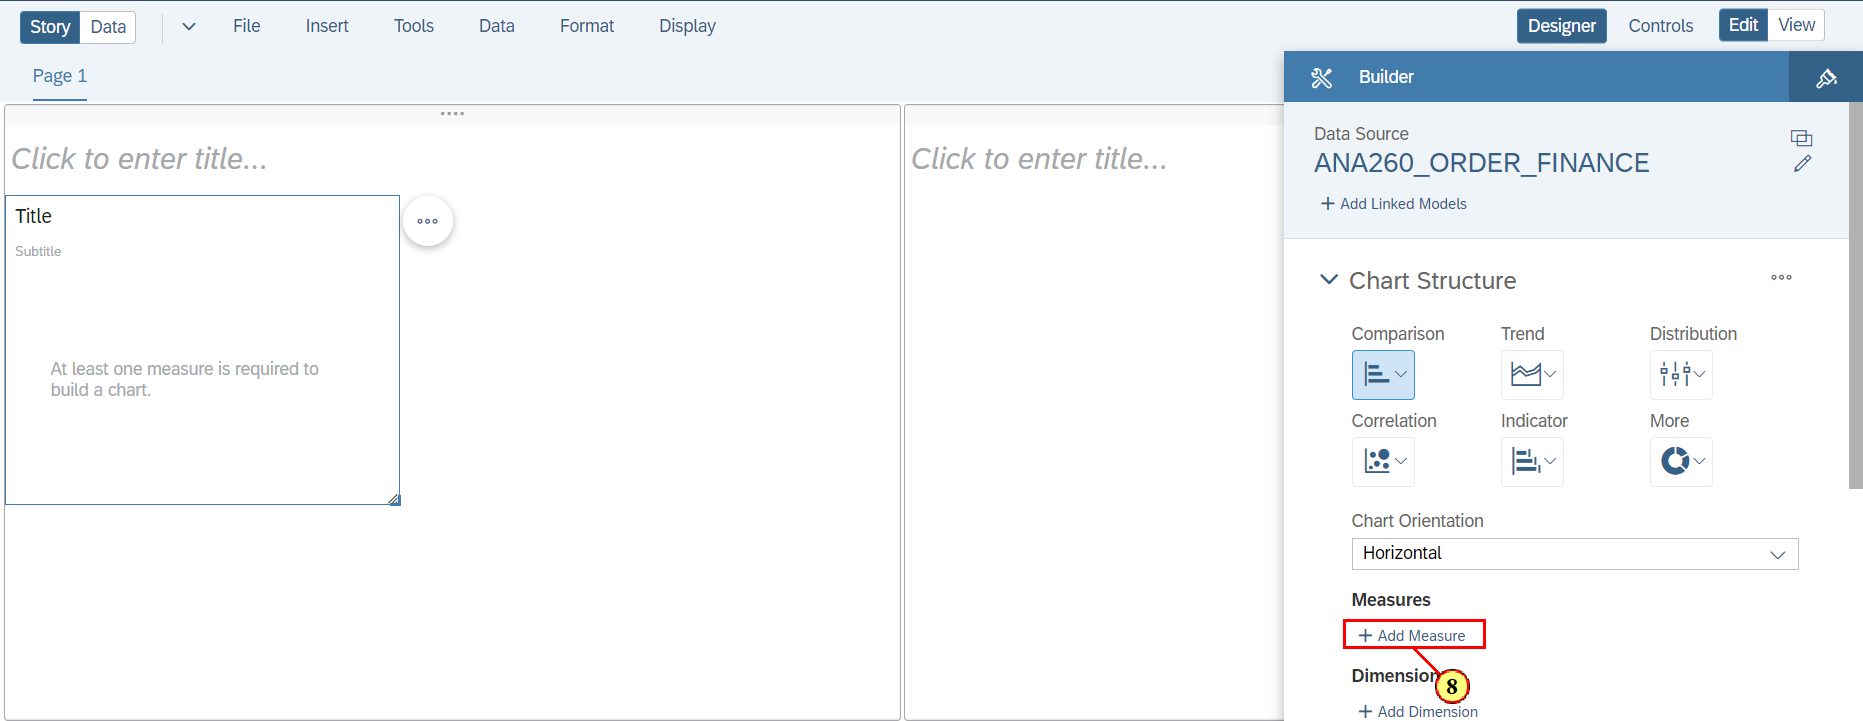 Story Data File Insert Tools Data Format Display Designer Controls Edit View
Page 1
Builder
Click to enter title...
Title
Subtitle
At least one measure is required to
build a chart.
Click to enter title...
Data Source
ANA260_ORDER_FINANCE
+ Add Linked Models
Chart Structure
Comparison Trend Distribution
Correlation Indicator More
Chart Orientation
Horizontal
Measures
+ Add Measure
Dimension
8
+ Add Dimension